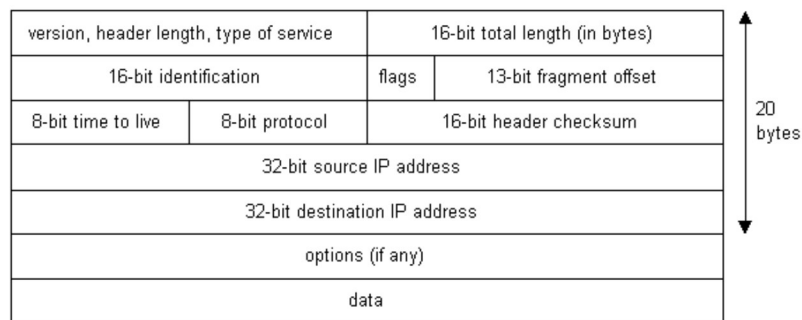 version, header length, type of service
16-bit total length (in bytes)
16-bit identification
flags
13-bit fragment offset
8-bit time to live
8-bit protocol
16-bit header checksum
20
bytes
32-bit source IP address
32-bit destination IP address
options (if any)
data